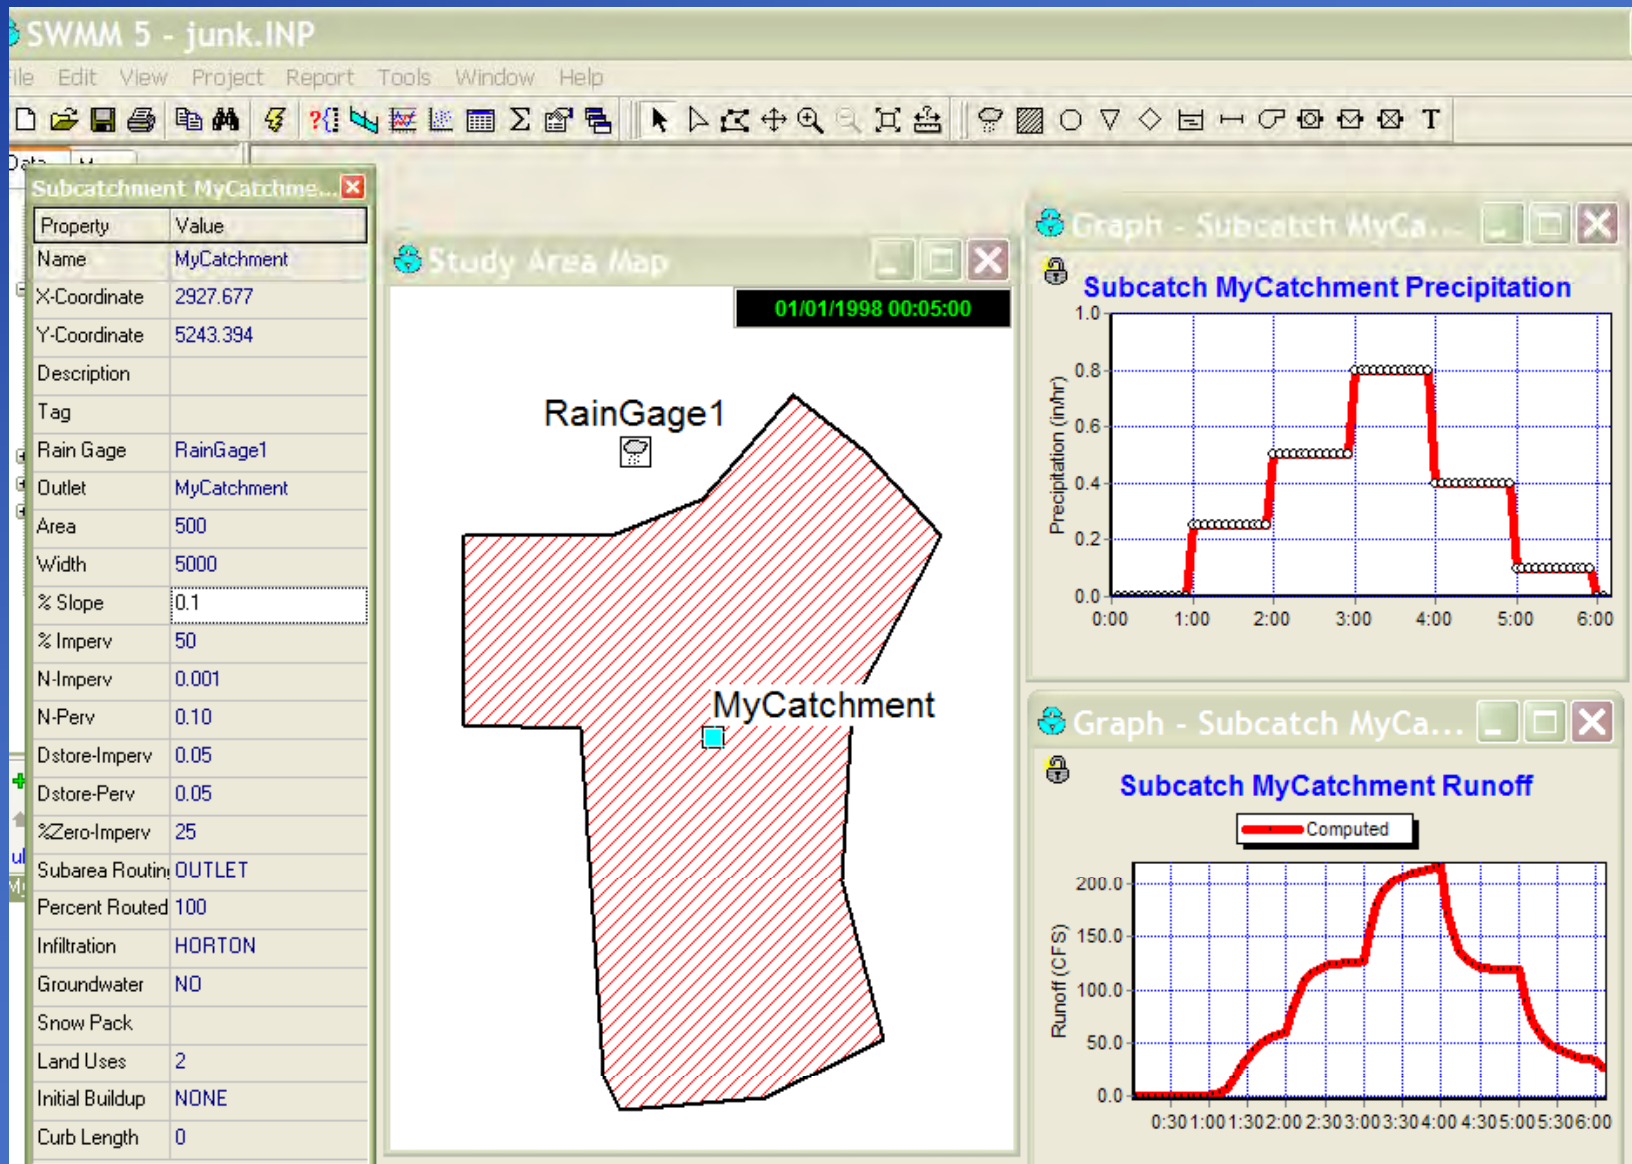 SWMM 5 - junk.INP
File Edit View Project Report Tools Window Help
T
Data
Subcatchment MyCatchme...
Property Value
Name MyCatchment
X-Coordinate 2927.677
Y-Coordinate 5243.394
Description
Tag
Rain Gage RainGage1
Outlet MyCatchment
Area 500
Width 5000
% Slope 0.1
% Imperv 50
N-Imperv 0.001
N-Perv 0.10
Dstore-Imperv 0.05
Dstore-Perv 0.05
%Zero-Imperv 25
Subarea Routin OUTLET
Percent Routed 100
Infiltration HORTON
Groundwater NO
Snow Pack
Land Uses 2
Initial Buildup NONE
Curb Length 0
Study Area Map
01/01/1998 00:05:00
RainGage1
MyCatchment
Graph - Subcatch MyCa...
Subcatch MyCatchment Precipitation
Precipitation (in/hr)
1.0
0.8
0.6
0.4
0.2
0.0
0:00 1:00 2:00 3:00 4:00 5:00 6:00
Graph - Subcatch MyCa...
Subcatch MyCatchment Runoff
Computed
Runoff (CFS)
200.0
150.0
100.0
50.0
0.0
0:30 1:00 1:30 2:00 2:30 3:00 3:30 4:00 4:30 5:00 5:30 6:00